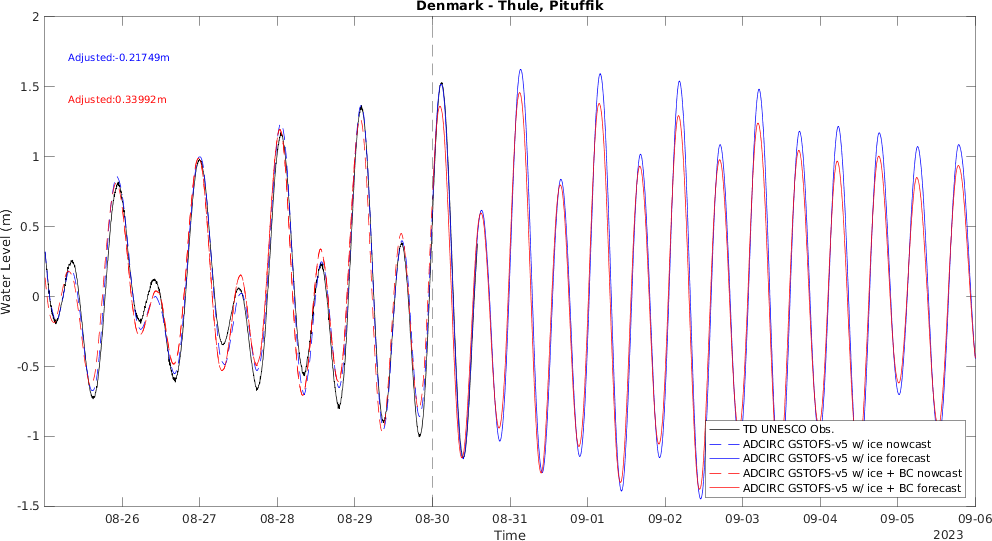 Denmark - Thule, Pituffik
Adjusted:-0.21749m
Adjusted:0.33992m
Water Level (m)
2
1.5
1
0.5
0
-0.5
-1
-1.5
TD UNESCO Obs.
ADCIRC GSTOFS-v5 w/ ice nowcast
ADCIRC GSTOFS-v5 w/ ice forecast
ADCIRC GSTOFS-v5 w/ ice + BC nowcast
ADCIRC GSTOFS-v5 w/ ice + BC forecast
08-26 08-27 08-28 08-29 08-30 08-31 09-01 09-02 09-03 09-04 09-05 09-06
Time
2023